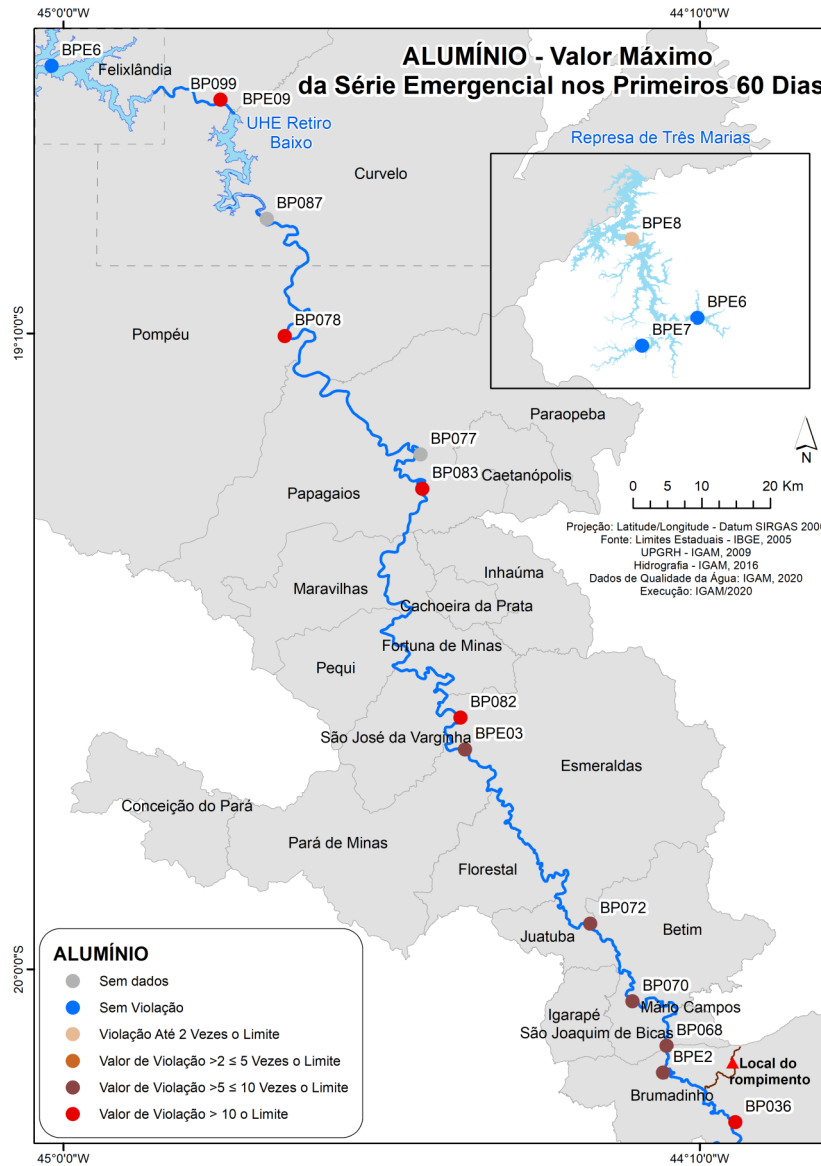 45°0'0"W
44°10'0"W
ALUMÍNIO - Valor Máximo
da Série Emergencial nos Primeiros 60 Dias
BPE6
Felixlândia
BP099
BPE09
UHE Retiro
Baixo
Represa de Três Marias
Curvelo
BP087
BPE8
BPE6
BPE7
19°10'0"S
Pompéu
BP078
Paraopeba
N
BP077
Caetanópolis
BP083
Papagaios
0 5 10 20 Km
Projeção: Latitude/Longitude - Datum SIRGAS 200
Fonte: Limites Estaduais - IBGE, 2005
UPGRH - IGAM, 2009
Hidrografia - IGAM, 2016
Dados de Qualidade da Água: IGAM, 2020
Execução: IGAM/2020
Inhaúma
Maravilhas
Cachoeira da Prata
Fortuna de Minas
Pequi
BP082
São José da Varginha
BPE03
Esmeraldas
Conceição do Pará
Pará de Minas
Florestal
BP072
Juatuba
Betim
20°0'0"S
BP070
Mário Campos
Igarapé
São Joaquim de Bicas
BP068
BPE2
Local do
rompimento
Brumadinho
BP036
ALUMÍNIO
Sem dados
Sem Violação
Violação Até 2 Vezes o Limite
Valor de Violação >2 ≤ 5 Vezes o Limite
Valor de Violação >5 ≤ 10 Vezes o Limite
Valor de Violação > 10 o Limite
45°0'0"W
44°10'0"W